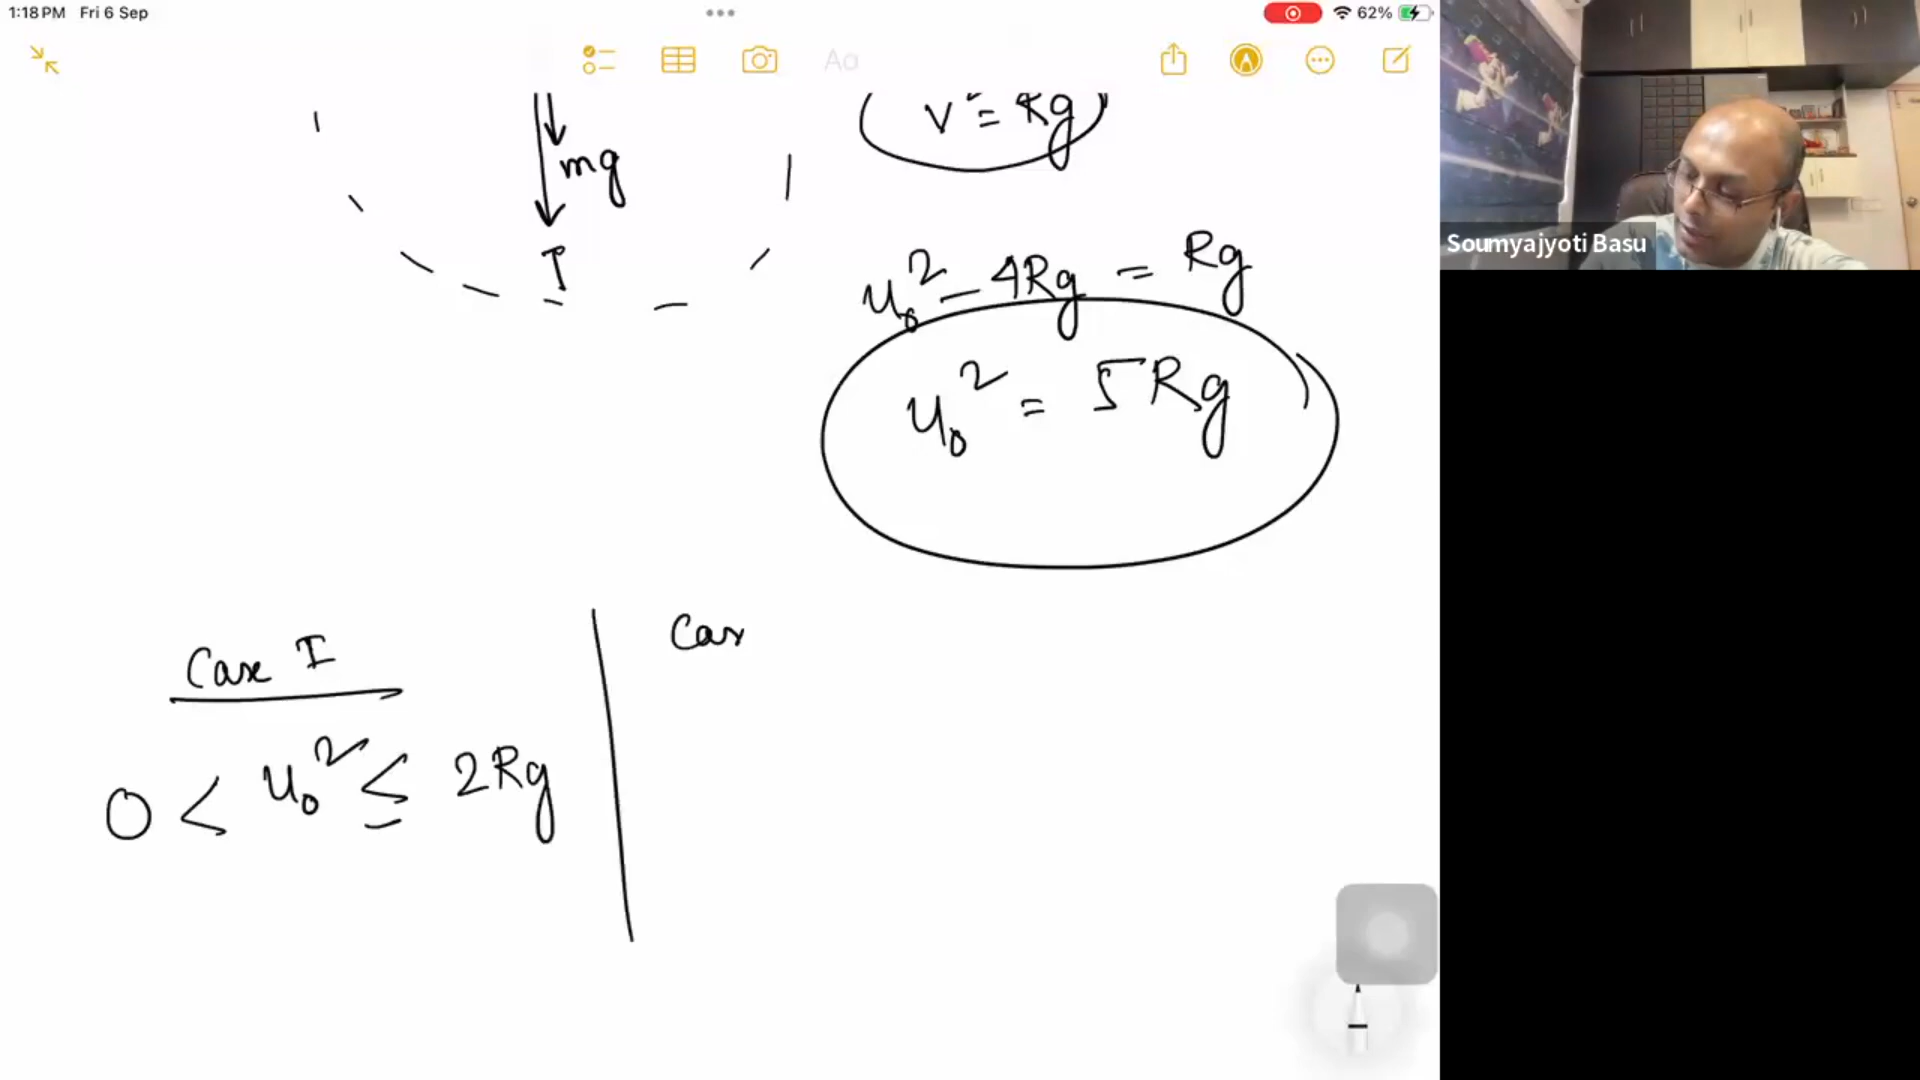 1:18 PM Fri 6 Sep
62%
Aa
Soumyajyoti Basu
mg
T
v² = Rg
u₀² - 4Rg = Rg
u₀² = 5Rg
Case I
Cas
0 < u₀² ≤ 2Rg